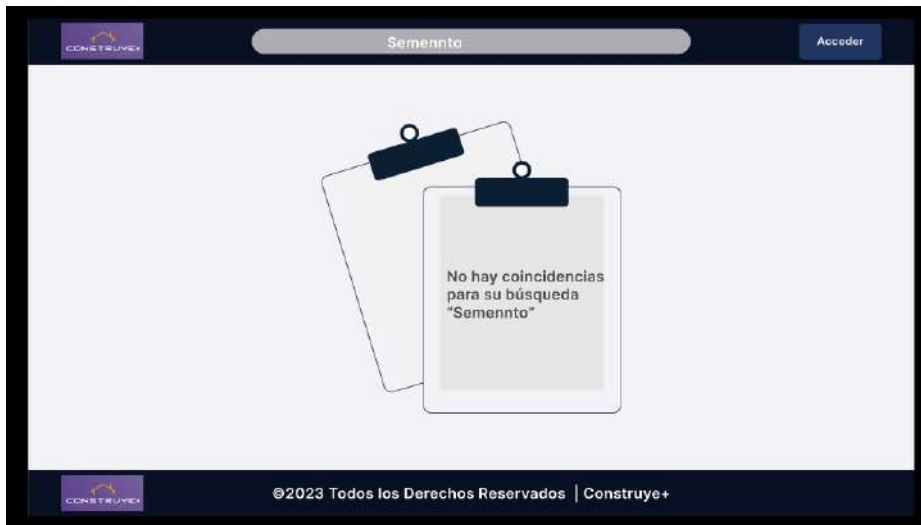 CONSTRUYE+
Semennto
Acceder
No hay coincidencias
para su búsqueda
"Semennto"
CONSTRUYE+
©2023 Todos los Derechos Reservados | Construye+